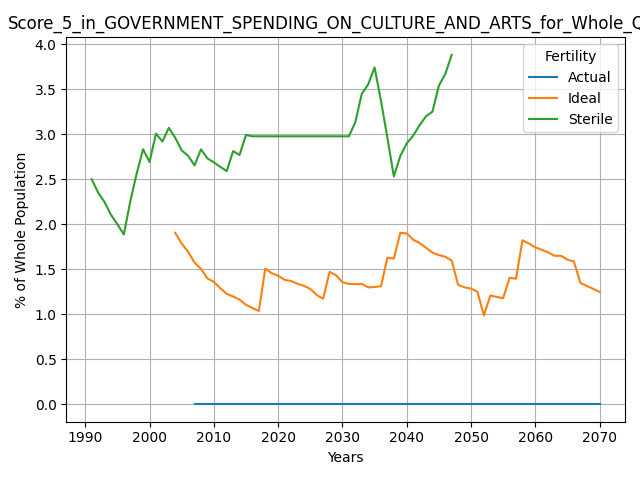 Score_5_in_GOVERNMENT_SPENDING_ON_CULTURE_AND_ARTS_for_Whole_Q
4.0
3.5
3.0
2.5
2.0
1.5
1.0
0.5
0.0
% of Whole Population
Fertility
Actual
Ideal
Sterile
1990 2000 2010 2020 2030 2040 2050 2060 2070
Years